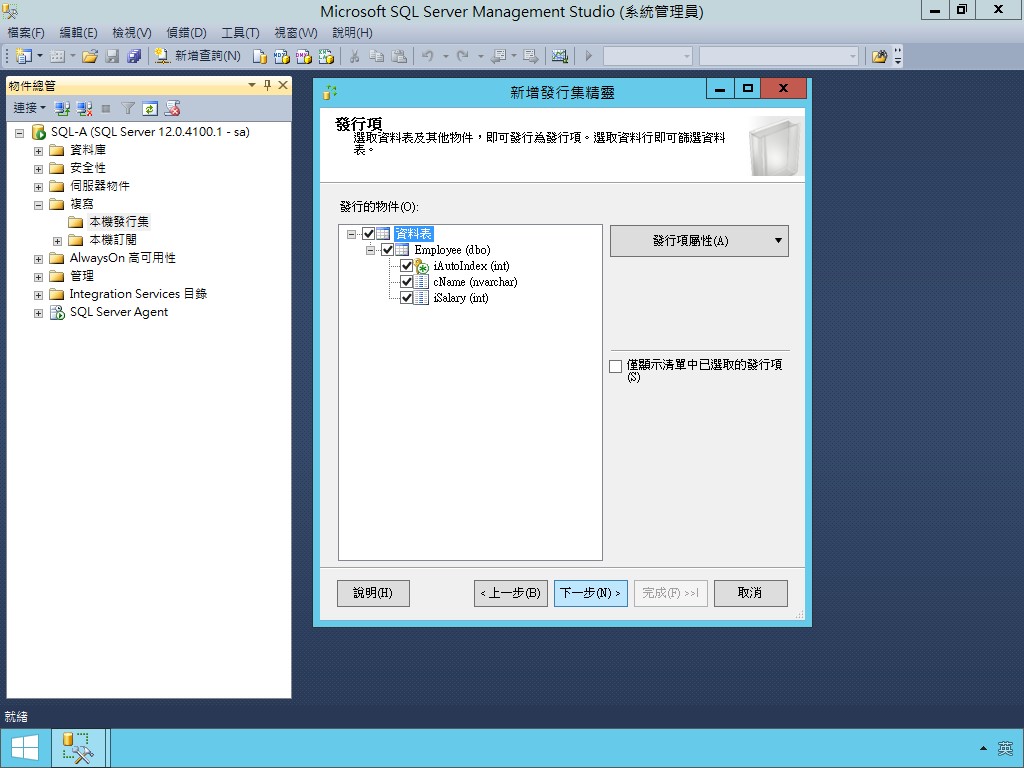 Microsoft SQL Server Management Studio (系統管理員)
檔案(F) 編輯(E) 檢視(V) 偵錯(D) 工具(T) 視窗(W) 說明(H)
新增查詢(N)
物件總管
連接
SQL-A (SQL Server 12.0.4100.1 - sa)
資料庫
安全性
伺服器物件
複寫
本機發行集
本機訂閱
AlwaysOn 高可用性
管理
Integration Services 目錄
SQL Server Agent
新增發行集精靈
發行項
選取資料表及其他物件，即可發行為發行項。選取資料行即可篩選資料
表。
發行的物件(O):
資料表
Employee (dbo)
iAutoIndex (int)
cName (nvarchar)
iSalary (int)
發行項屬性(A)
僅顯示清單中已選取的發行項
(S)
說明(H)
< 上一步(B)
下一步(N) >
完成(F) >>|
取消
就緒
英